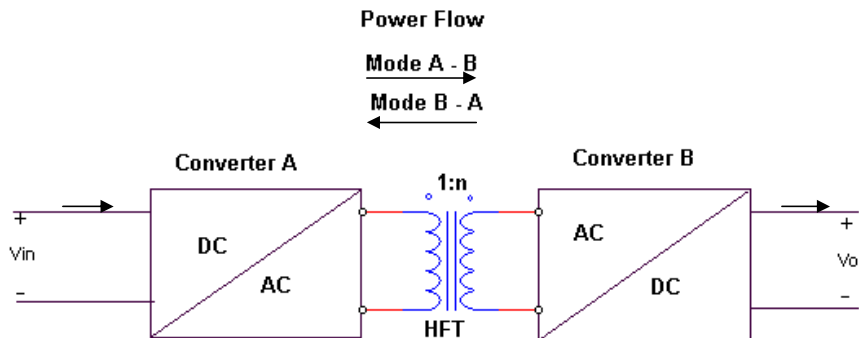 Power Flow
Mode A - B
Mode B - A
Converter A
Converter B
1:n
+
Vin
-
DC
AC
HFT
AC
DC
+
Vo
-